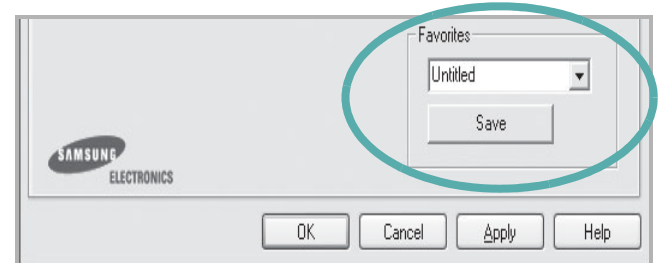 Favorites
Untitled
Save
SAMSUNG
ELECTRONICS
OK Cancel Apply Help